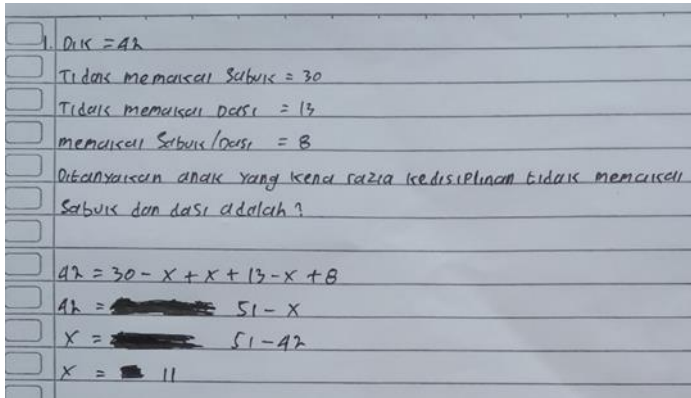 1. Dik = 42
Tidak memakai Sabuk = 30
Tidak memakai Dasi = 13
memakai Sabuk/Dasi = 8
Ditanyakan anak yang kena razia kedisiplinan tidak memakai
Sabuk dan dasi adalah?
42 = 30 - x + x + 13 - x + 8
42 = 51 - x
x = 51 - 42
x = 11